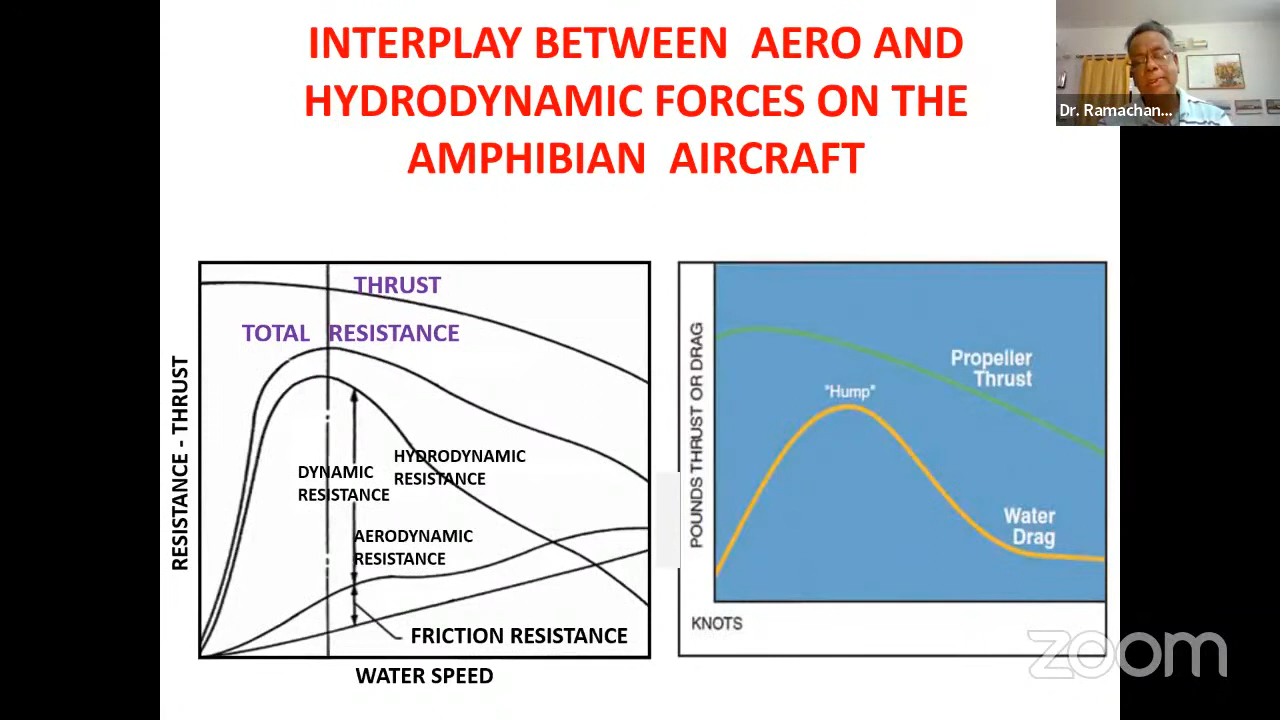 INTERPLAY BETWEEN AERO AND
HYDRODYNAMIC FORCES ON THE
AMPHIBIAN AIRCRAFT
Dr. Ramachan...
RESISTANCE - THRUST
THRUST
TOTAL RESISTANCE
HYDRODYNAMIC
RESISTANCE
DYNAMIC
RESISTANCE
AERODYNAMIC
RESISTANCE
FRICTION RESISTANCE
WATER SPEED
POUNDS THRUST OR DRAG
Propeller
Thrust
"Hump"
Water
Drag
KNOTS
zoom